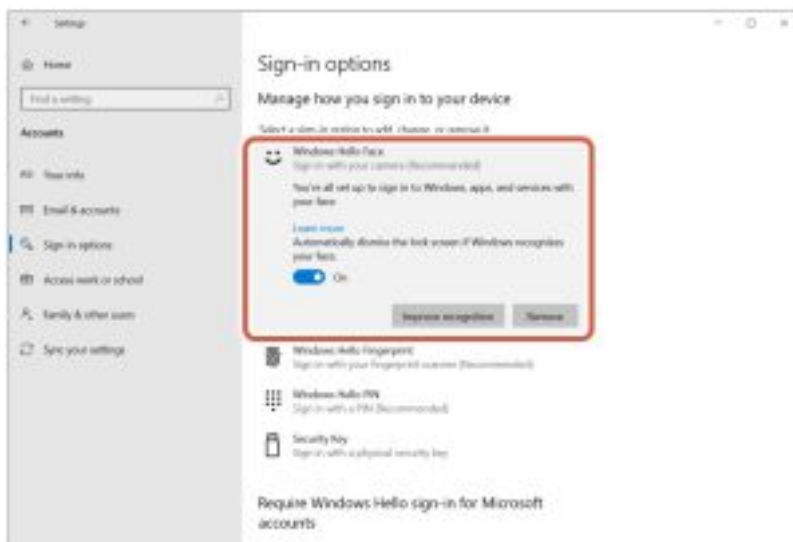 Settings
Home
Find a setting
Accounts
Your info
Email & accounts
Sign-in options
Access work or school
Family & other users
Sync your settings
Sign-in options
Manage how you sign in to your device
Select a sign-in option to add, change, or remove it.
Windows Hello Face
Sign in with your camera (Recommended)
You're all set up to sign in to Windows, apps, and services with
your face.
Learn more
Automatically dismiss the lock screen if Windows recognizes
your face.
On
Improve recognition
Remove
Windows Hello Fingerprint
Sign in with your fingerprint scanner (Recommended)
Windows Hello PIN
Sign in with a PIN (Recommended)
Security Key
Sign in with a physical security key
Require Windows Hello sign-in for Microsoft
accounts